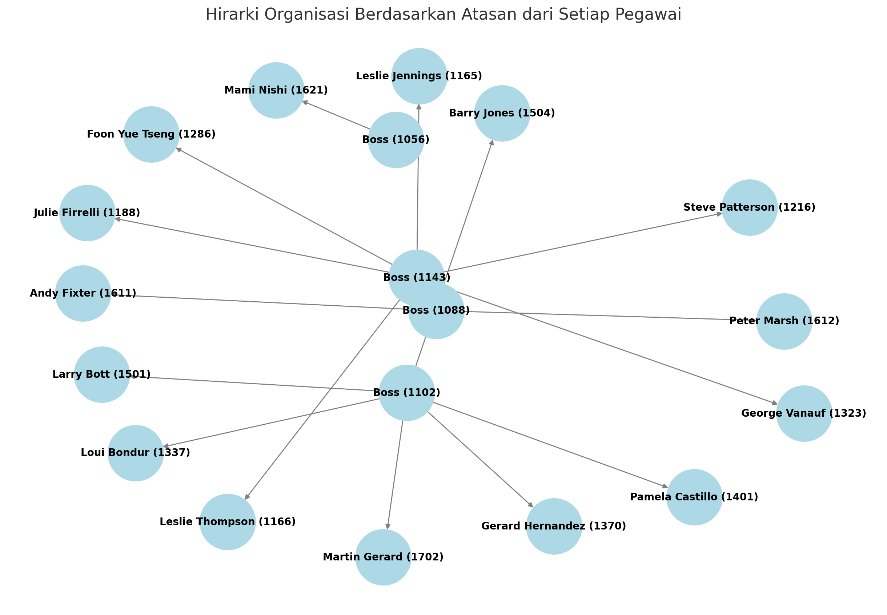 Hirarki Organisasi Berdasarkan Atasan dari Setiap Pegawai
Leslie Jennings (1165)
Mami Nishi (1621)
Barry Jones (1504)
Foon Yue Tseng (1286)
Boss (1056)
Steve Patterson (1216)
Julie Firrelli (1188)
Boss (1143)
Andy Fixter (1611)
Boss (1088)
Peter Marsh (1612)
Larry Bott (1501)
Boss (1102)
George Vanauf (1323)
Loui Bondur (1337)
Pamela Castillo (1401)
Leslie Thompson (1166)
Gerard Hernandez (1370)
Martin Gerard (1702)